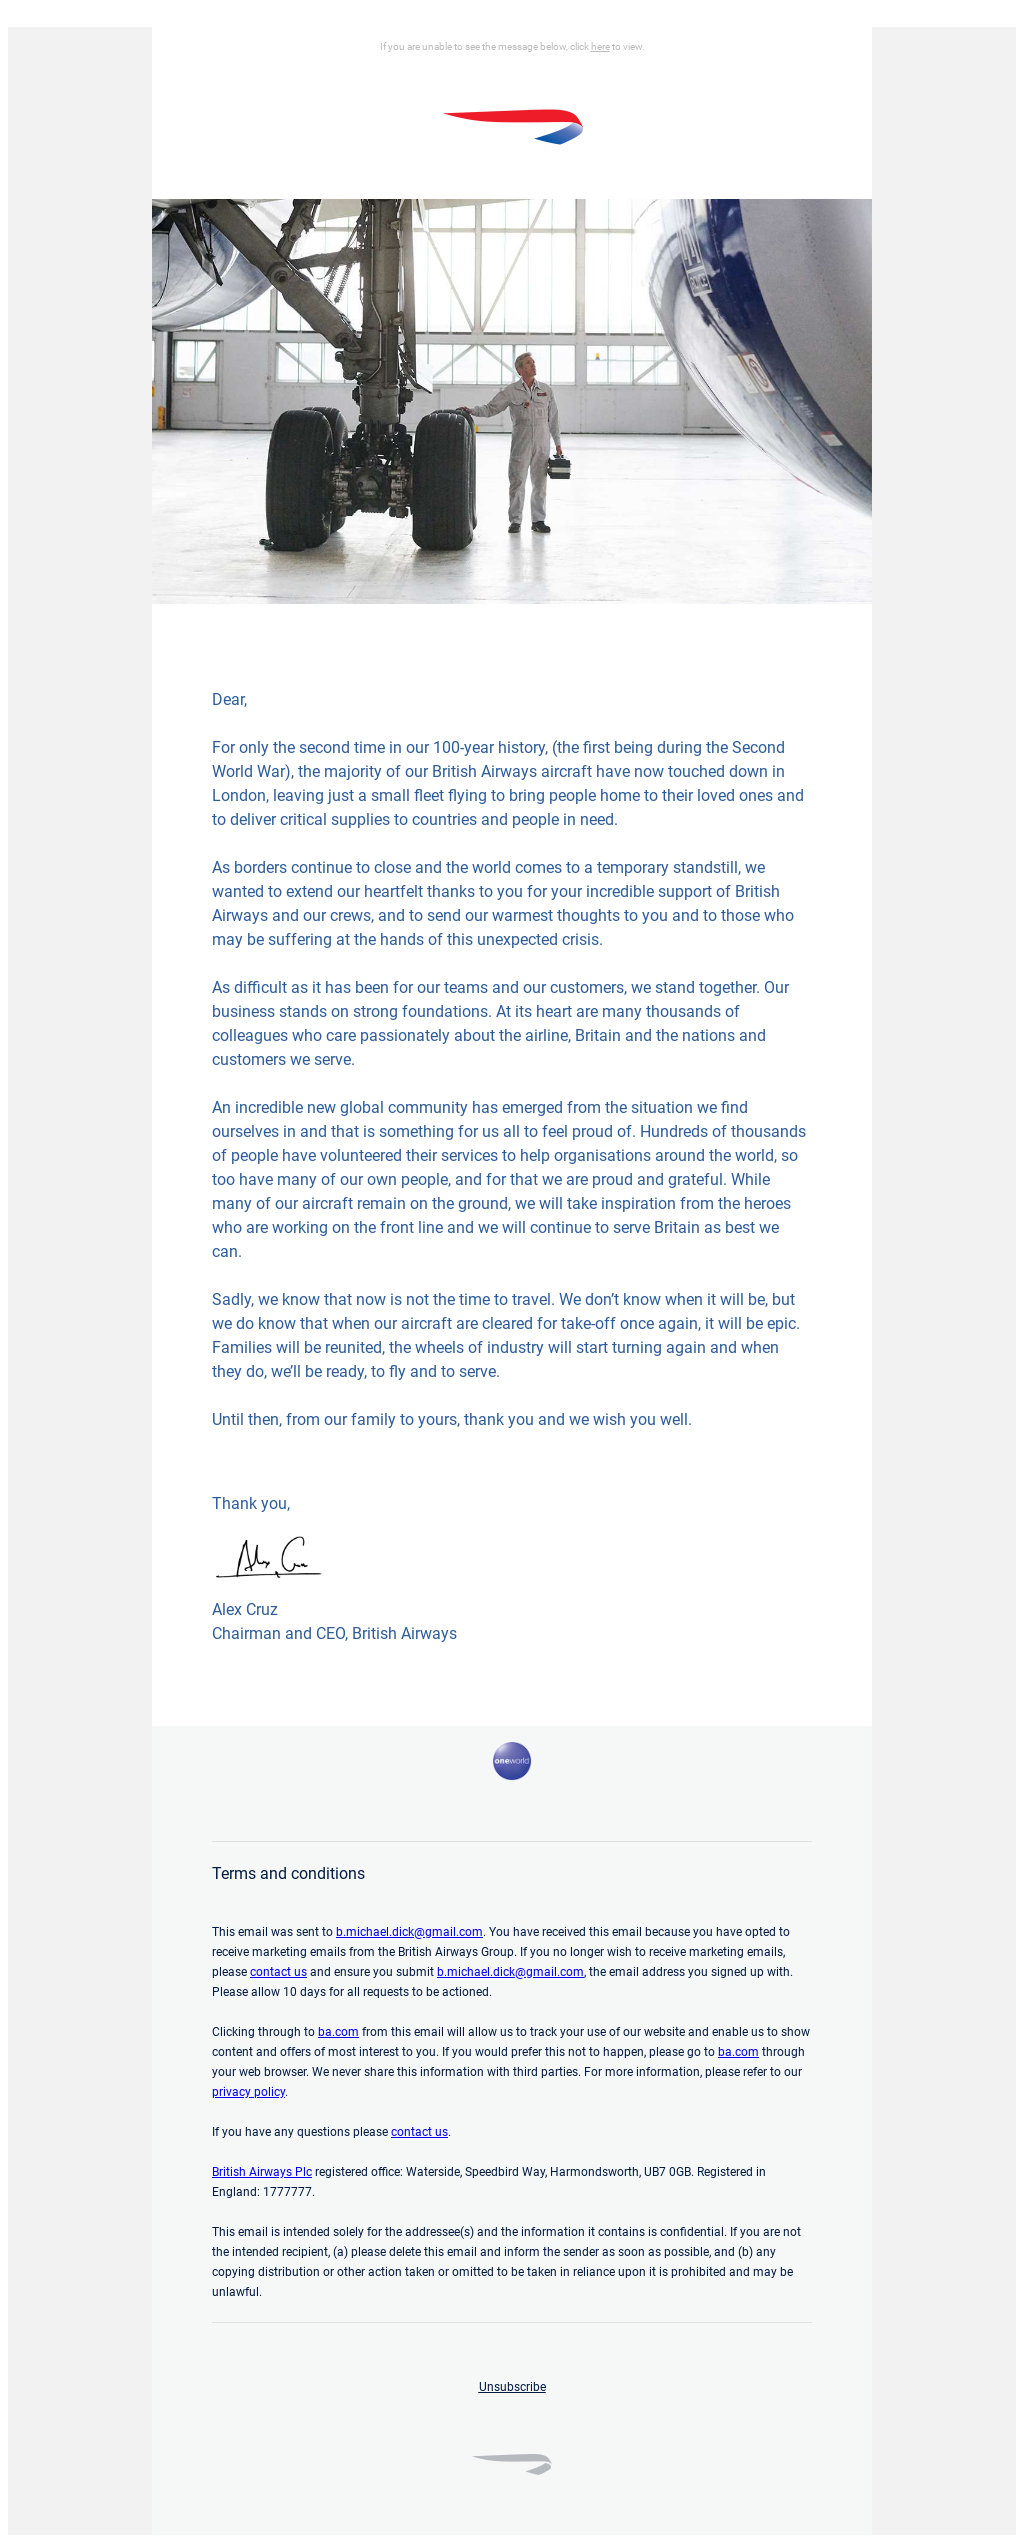 If you are unable to see the message below, click here to view.
Dear,
For only the second time in our 100-year history, (the first being during the Second
World War), the majority of our British Airways aircraft have now touched down in
London, leaving just a small fleet flying to bring people home to their loved ones and
to deliver critical supplies to countries and people in need.
As borders continue to close and the world comes to a temporary standstill, we
wanted to extend our heartfelt thanks to you for your incredible support of British
Airways and our crews, and to send our warmest thoughts to you and to those who
may be suffering at the hands of this unexpected crisis.
As difficult as it has been for our teams and our customers, we stand together. Our
business stands on strong foundations. At its heart are many thousands of
colleagues who care passionately about the airline, Britain and the nations and
customers we serve.
An incredible new global community has emerged from the situation we find
ourselves in and that is something for us all to feel proud of. Hundreds of thousands
of people have volunteered their services to help organisations around the world, so
too have many of our own people, and for that we are proud and grateful. While
many of our aircraft remain on the ground, we will take inspiration from the heroes
who are working on the front line and we will continue to serve Britain as best we
can.
Sadly, we know that now is not the time to travel. We don’t know when it will be, but
we do know that when our aircraft are cleared for take-off once again, it will be epic.
Families will be reunited, the wheels of industry will start turning again and when
they do, we’ll be ready, to fly and to serve.
Until then, from our family to yours, thank you and we wish you well.
Thank you,
Alex Cruz
Alex Cruz
Chairman and CEO, British Airways
oneworld
Terms and conditions
This email was sent to b.michael.dick@gmail.com. You have received this email because you have opted to
receive marketing emails from the British Airways Group. If you no longer wish to receive marketing emails,
please contact us and ensure you submit b.michael.dick@gmail.com, the email address you signed up with.
Please allow 10 days for all requests to be actioned.
Clicking through to ba.com from this email will allow us to track your use of our website and enable us to show
content and offers of most interest to you. If you would prefer this not to happen, please go to ba.com through
your web browser. We never share this information with third parties. For more information, please refer to our
privacy policy.
If you have any questions please contact us.
British Airways Plc registered office: Waterside, Speedbird Way, Harmondsworth, UB7 0GB. Registered in
England: 1777777.
This email is intended solely for the addressee(s) and the information it contains is confidential. If you are not
the intended recipient, (a) please delete this email and inform the sender as soon as possible, and (b) any
copying distribution or other action taken or omitted to be taken in reliance upon it is prohibited and may be
unlawful.
Unsubscribe